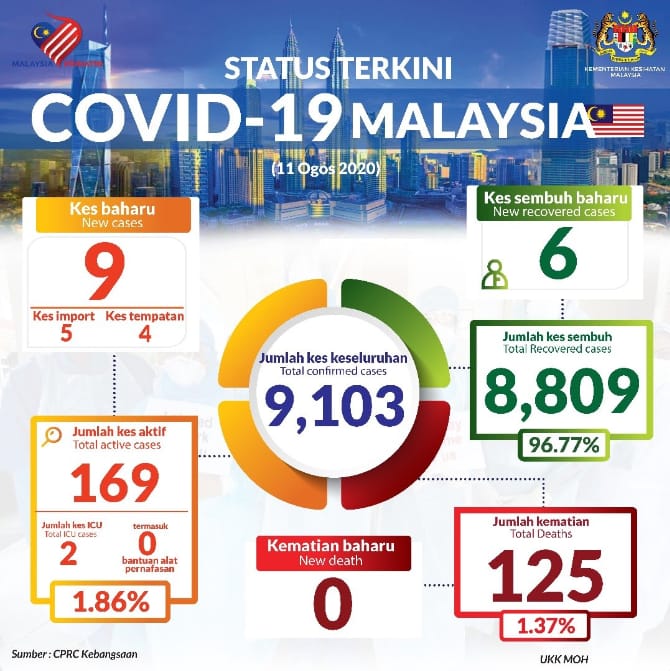 MALAYSIA PRIHATIN
KEMENTERIAN KESIHATAN
MALAYSIA
STATUS TERKINI
COVID-19 MALAYSIA
(11 Ogos 2020)
Kes baharu
New cases
9
Kes import
5
Kes tempatan
4
Kes sembuh baharu
New recovered cases
6
Jumlah kes keseluruhan
Total confirmed cases
9,103
Jumlah kes sembuh
Total Recovered cases
8,809
96.77%
Jumlah kes aktif
Total active cases
169
Jumlah kes ICU
Total ICU cases
2
termasuk
0
bantuan alat
pernafasan
1.86%
Kematian baharu
New death
0
Jumlah kematian
Total Deaths
125
1.37%
Sumber : CPRC Kebangsaan
UKK MOH